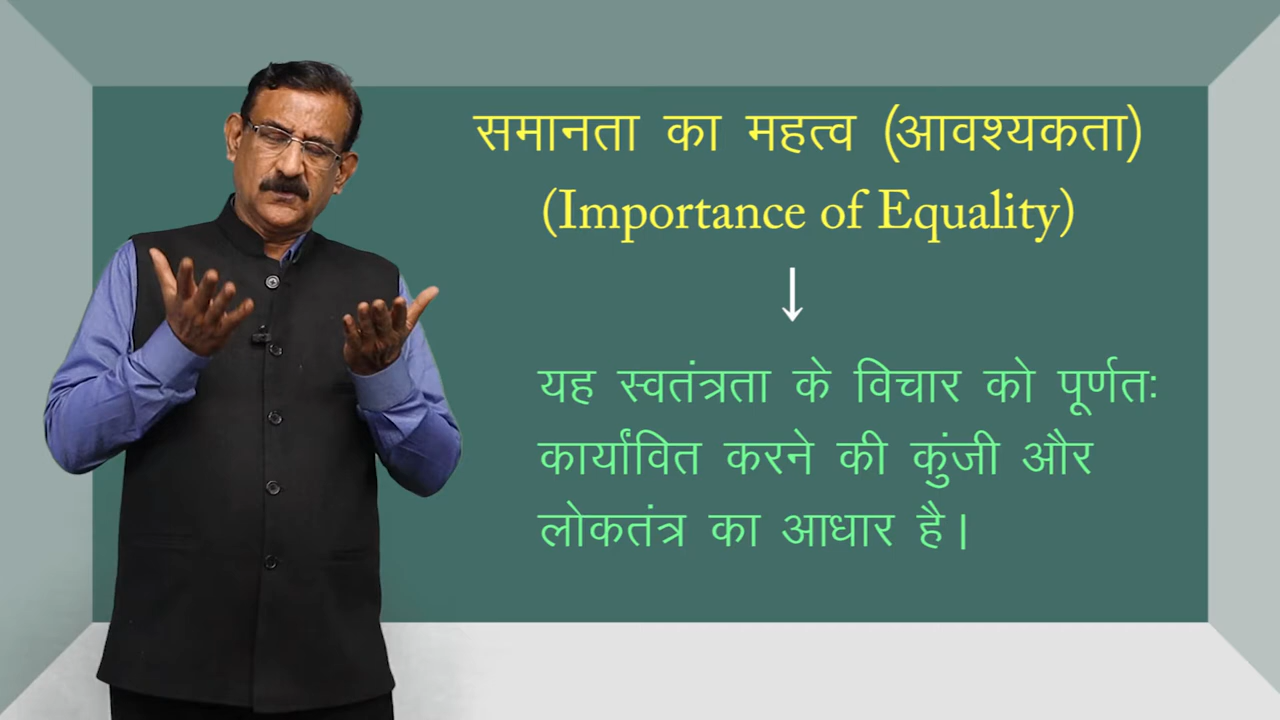 समानता का महत्व (आवश्यकता)
(Importance of Equality)
↓
यह स्वतंत्रता के विचार को पूर्णतः
कार्यांवित करने की कुंजी और
लोकतंत्र का आधार है।